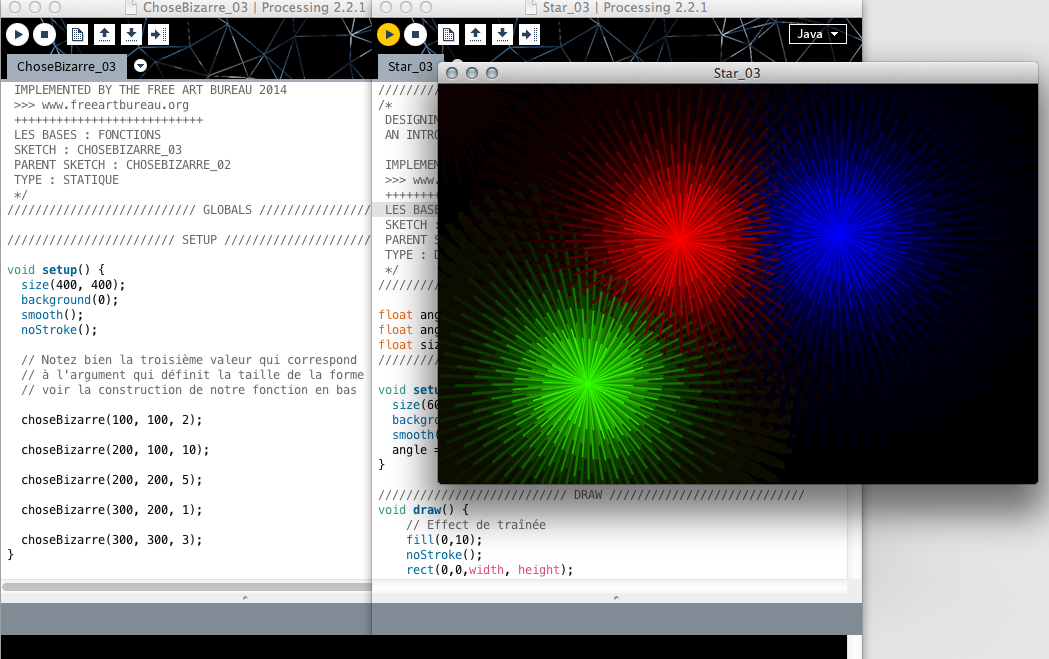 ChoseBizarre_03 | Processing 2.2.1
ChoseBizarre_03
IMPLEMENTED BY THE FREE ART BUREAU 2014
>>> www.freeartbureau.org
+++++++++++++++++++++++++++
LES BASES : FONCTIONS
SKETCH : CHOSEBIZARRE_03
PARENT SKETCH : CHOSEBIZARRE_02
TYPE : STATIQUE
*/
/////////////////////////// GLOBALS ////////////////
//////////////////////// SETUP /////////////////////
void setup() {
size(400, 400);
background(0);
smooth();
noStroke();
// Notez bien la troisième valeur qui correspond
// à l'argument qui définit la taille de la forme
// voir la construction de notre fonction en bas
choseBizarre(100, 100, 2);
choseBizarre(200, 100, 10);
choseBizarre(200, 200, 5);
choseBizarre(300, 200, 1);
choseBizarre(300, 300, 3);
}
Star_03 | Processing 2.2.1
Java
Star_03
Star_03
/////////
/*
DESIGNIN
AN INTRO
IMPLEMEN
>>> www.
++++++++
LES BASE
SKETCH :
PARENT S
TYPE : D
*/
/////////
float ang
float ang
float siz
/////////
void setu
size(60
backgro
smooth(
angle =
}
/////////////////////////// DRAW ////////////////////////////
void draw() {
// Effect de traînée
fill(0,10);
noStroke();
rect(0,0,width, height);